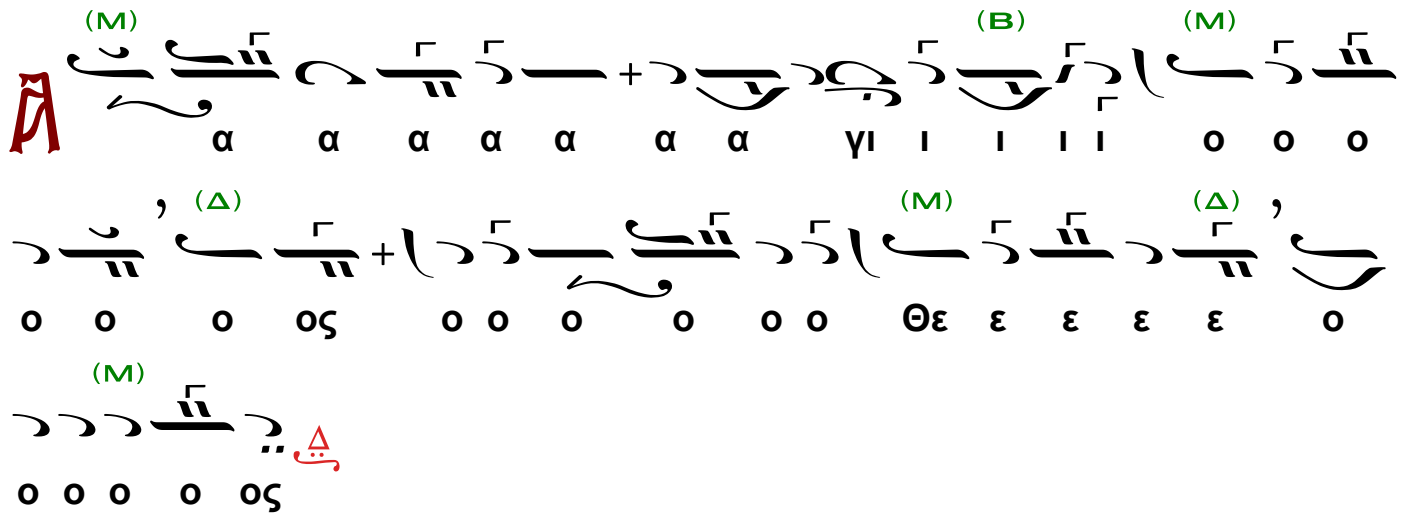 (Μ) (Β) (Μ)
Ἅ α α α α α α α γι ι ι ι ι ο ο ο
(Δ) (Μ) (Δ)
ο ο ο ος ο ο ο ο ο ο Θε ε ε ε ε ο
(Μ)
ο ο ο ο ος Δ